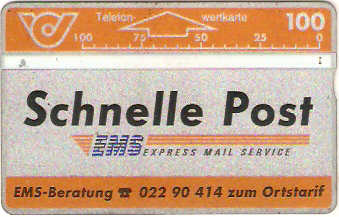 Telefon- wertkarte 100
100 75 50 25 0
Schnelle Post
EMS EXPRESS MAIL SERVICE
EMS-Beratung ☎ 022 90 414 zum Ortstarif